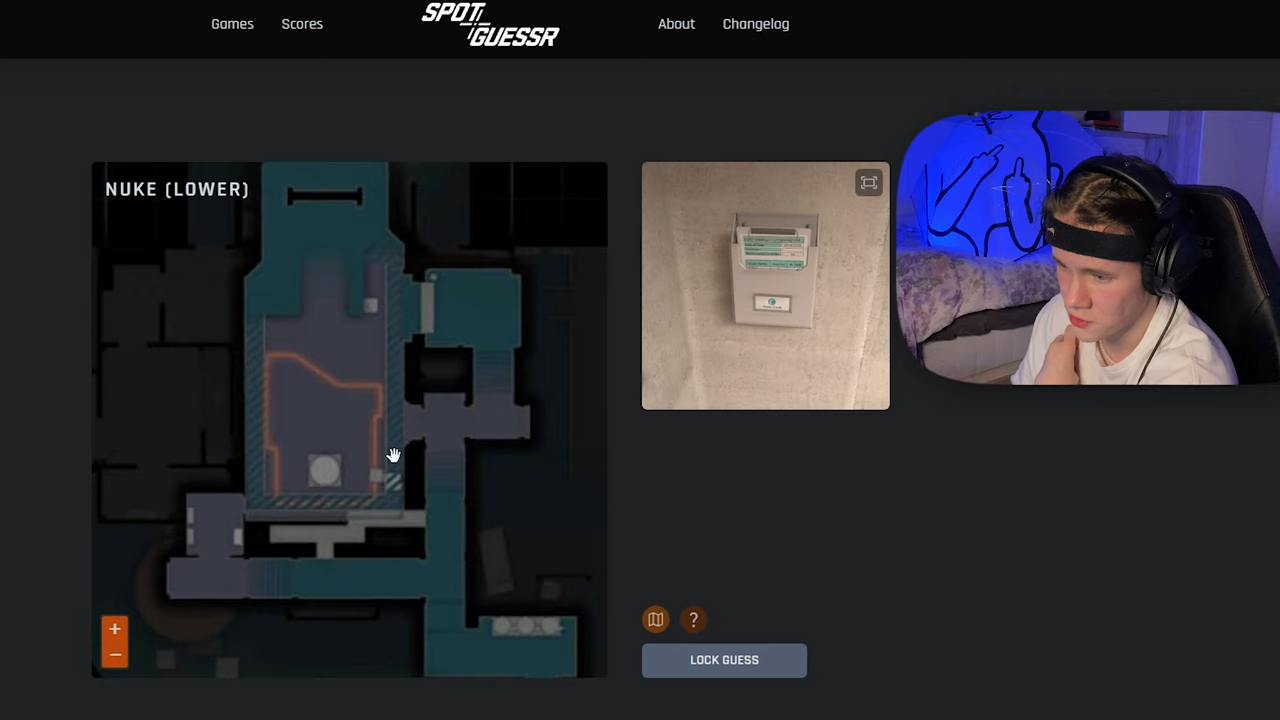 Games
Scores
SPOT
GUESSR
About
Changelog
NUKE (LOWER)
+
−
?
LOCK GUESS